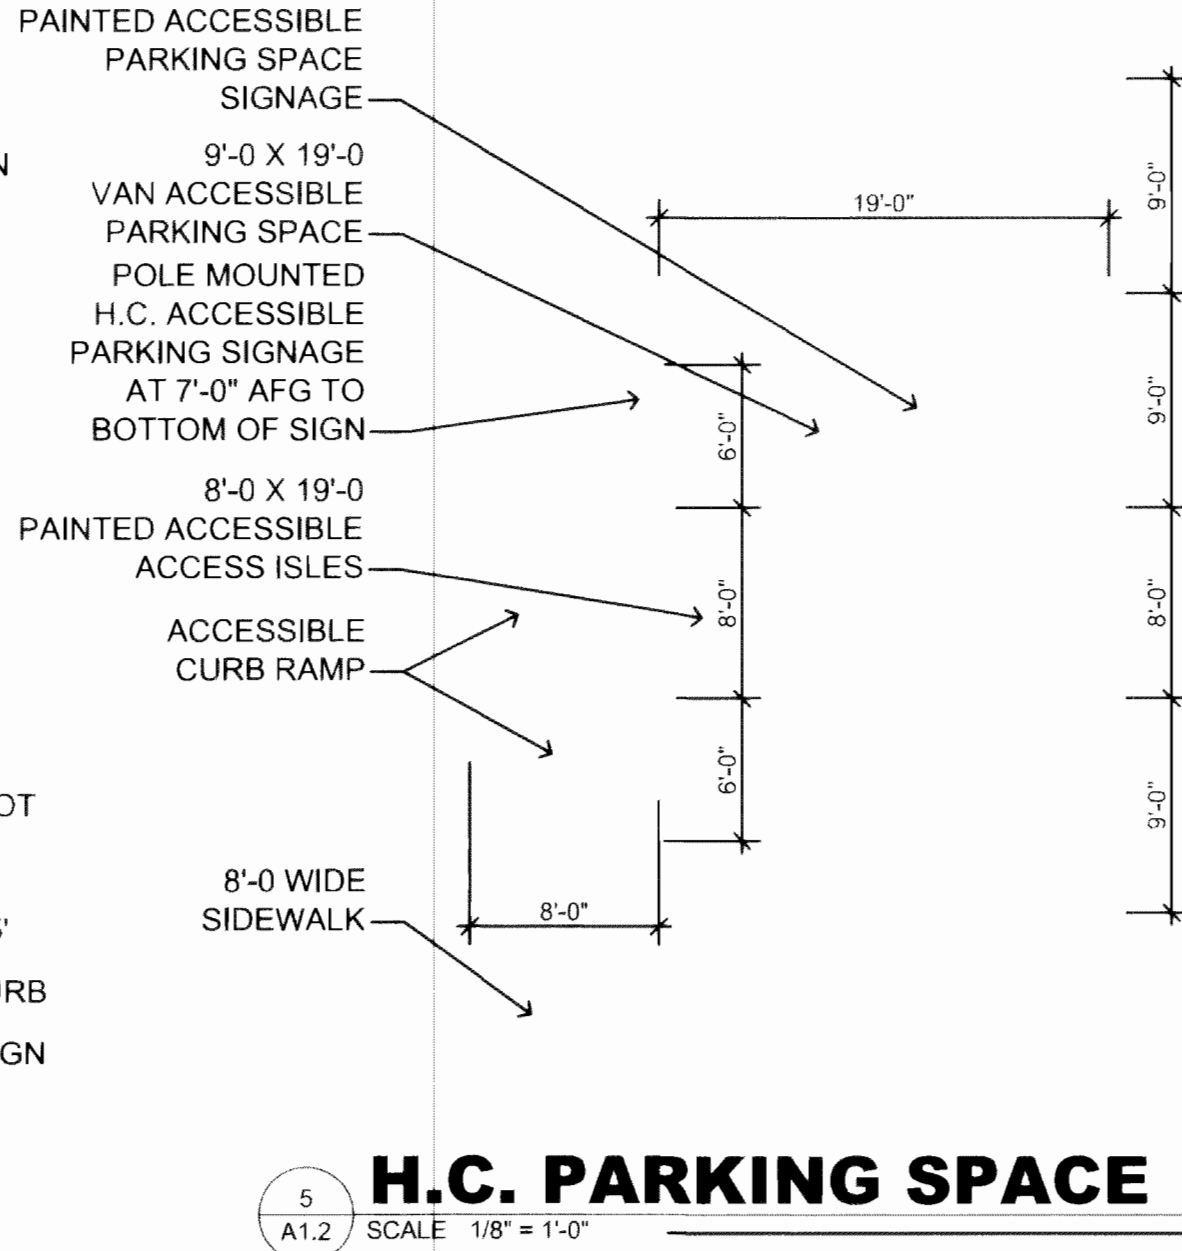 PAINTED ACCESSIBLE
PARKING SPACE
SIGNAGE
9'-0 X 19'-0
VAN ACCESSIBLE
PARKING SPACE
POLE MOUNTED
H.C. ACCESSIBLE
PARKING SIGNAGE
AT 7'-0" AFG TO
BOTTOM OF SIGN
8'-0 X 19'-0
PAINTED ACCESSIBLE
ACCESS ISLES
ACCESSIBLE
CURB RAMP
8'-0 WIDE
SIDEWALK
19'-0"
6'-0"
8'-0"
6'-0"
8'-0"
9'-0"
9'-0"
8'-0"
9'-0"
N
OT
RB
GN
5
A1.2
H.C. PARKING SPACE
SCALE 1/8" = 1'-0"